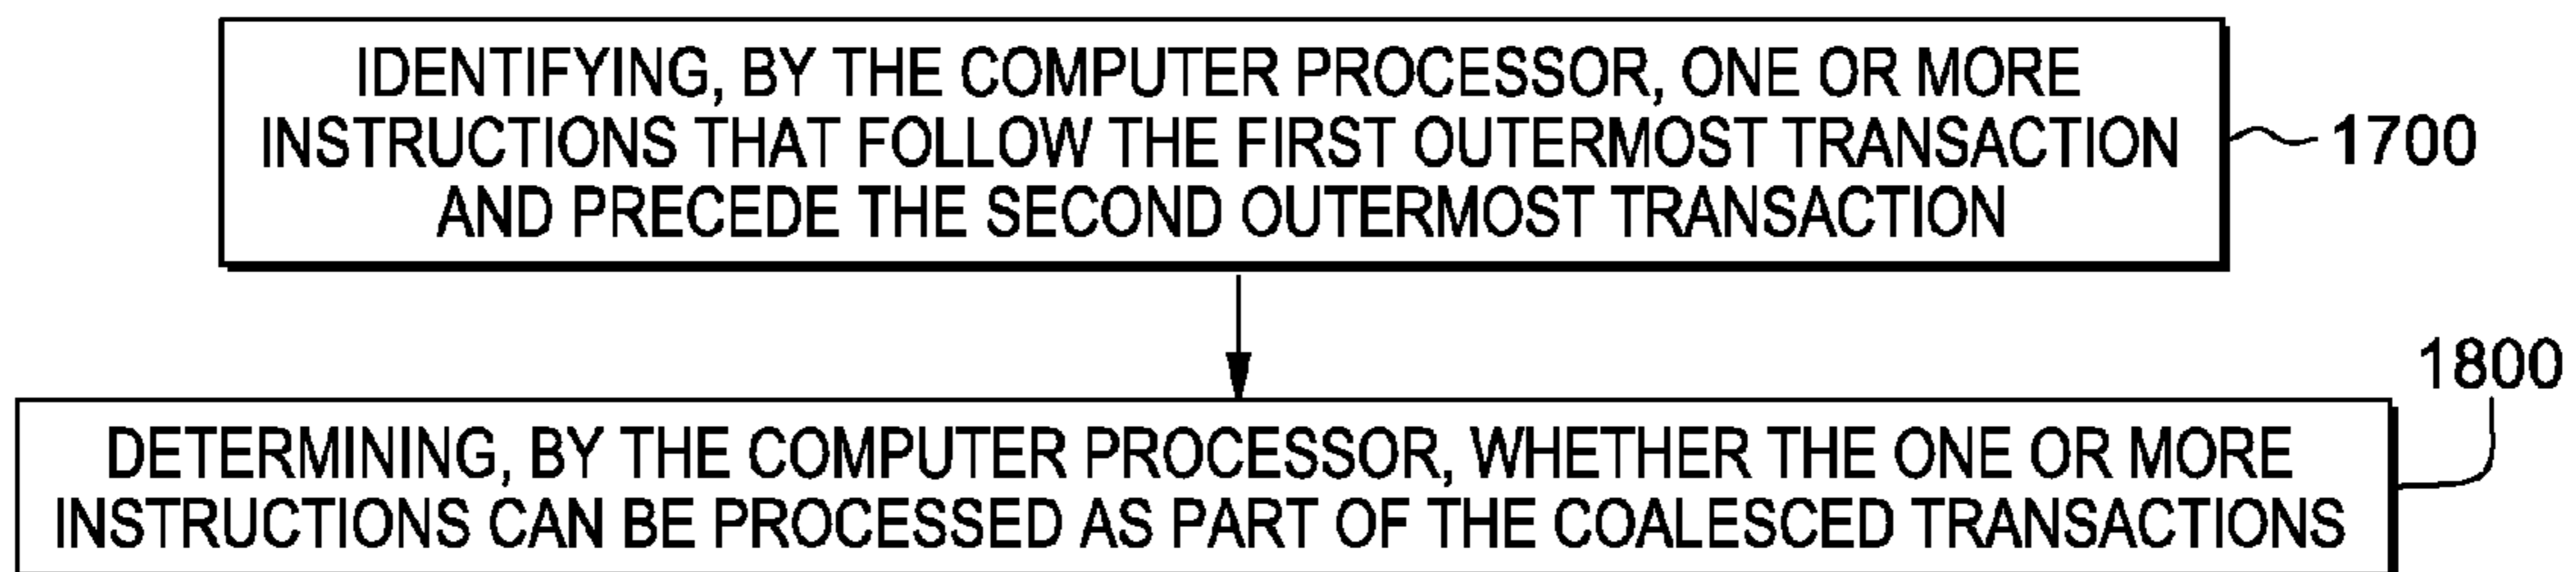 IDENTIFYING, BY THE COMPUTER PROCESSOR, ONE OR MORE
INSTRUCTIONS THAT FOLLOW THE FIRST OUTERMOST TRANSACTION
AND PRECEDE THE SECOND OUTERMOST TRANSACTION
1700
1800
DETERMINING, BY THE COMPUTER PROCESSOR, WHETHER THE ONE OR MORE
INSTRUCTIONS CAN BE PROCESSED AS PART OF THE COALESCED TRANSACTIONS